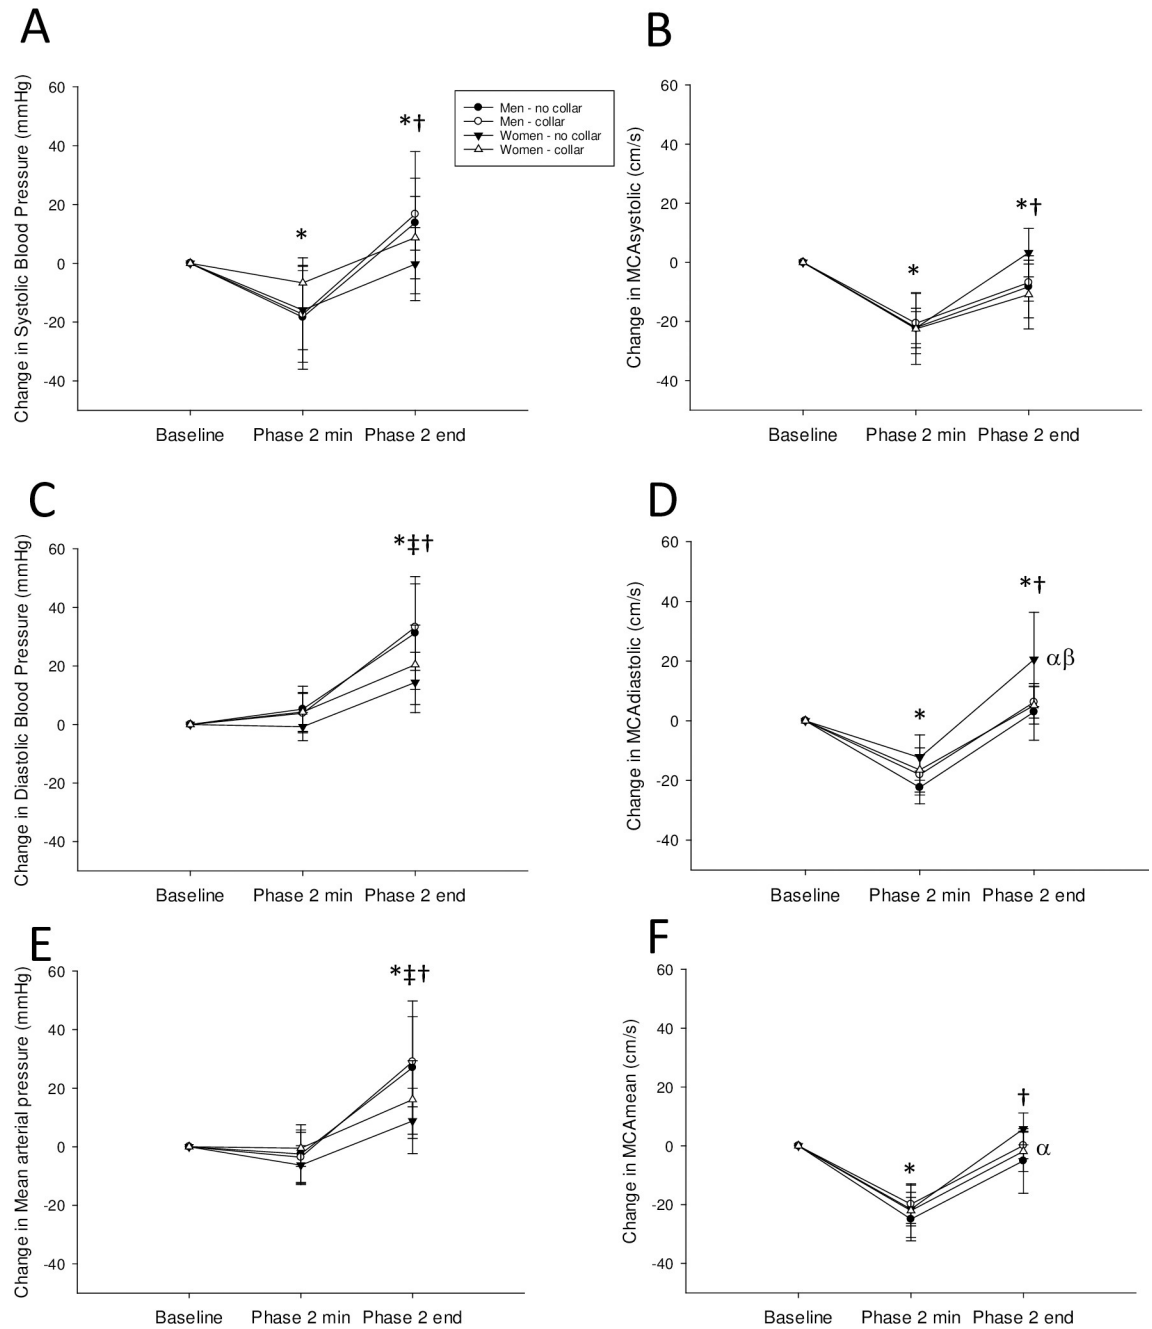 A
Change in Systolic Blood Pressure (mmHg)
60
40
20
0
-20
-40
*
*†
Baseline Phase 2 min Phase 2 end
Men - no collar
Men - collar
Women - no collar
Women - collar
B
Change in MCAsystolic (cm/s)
60
40
20
0
-20
-40
*
*†
Baseline Phase 2 min Phase 2 end
C
Change in Diastolic Blood Pressure (mmHg)
60
40
20
0
-20
-40
*‡†
Baseline Phase 2 min Phase 2 end
D
Change in MCAdiastolic (cm/s)
60
40
20
0
-20
-40
*
*†
αβ
Baseline Phase 2 min Phase 2 end
E
Change in Mean arterial pressure (mmHg)
60
40
20
0
-20
-40
*‡†
Baseline Phase 2 min Phase 2 end
F
Change in MCAmean (cm/s)
60
40
20
0
-20
-40
*
†
α
Baseline Phase 2 min Phase 2 end